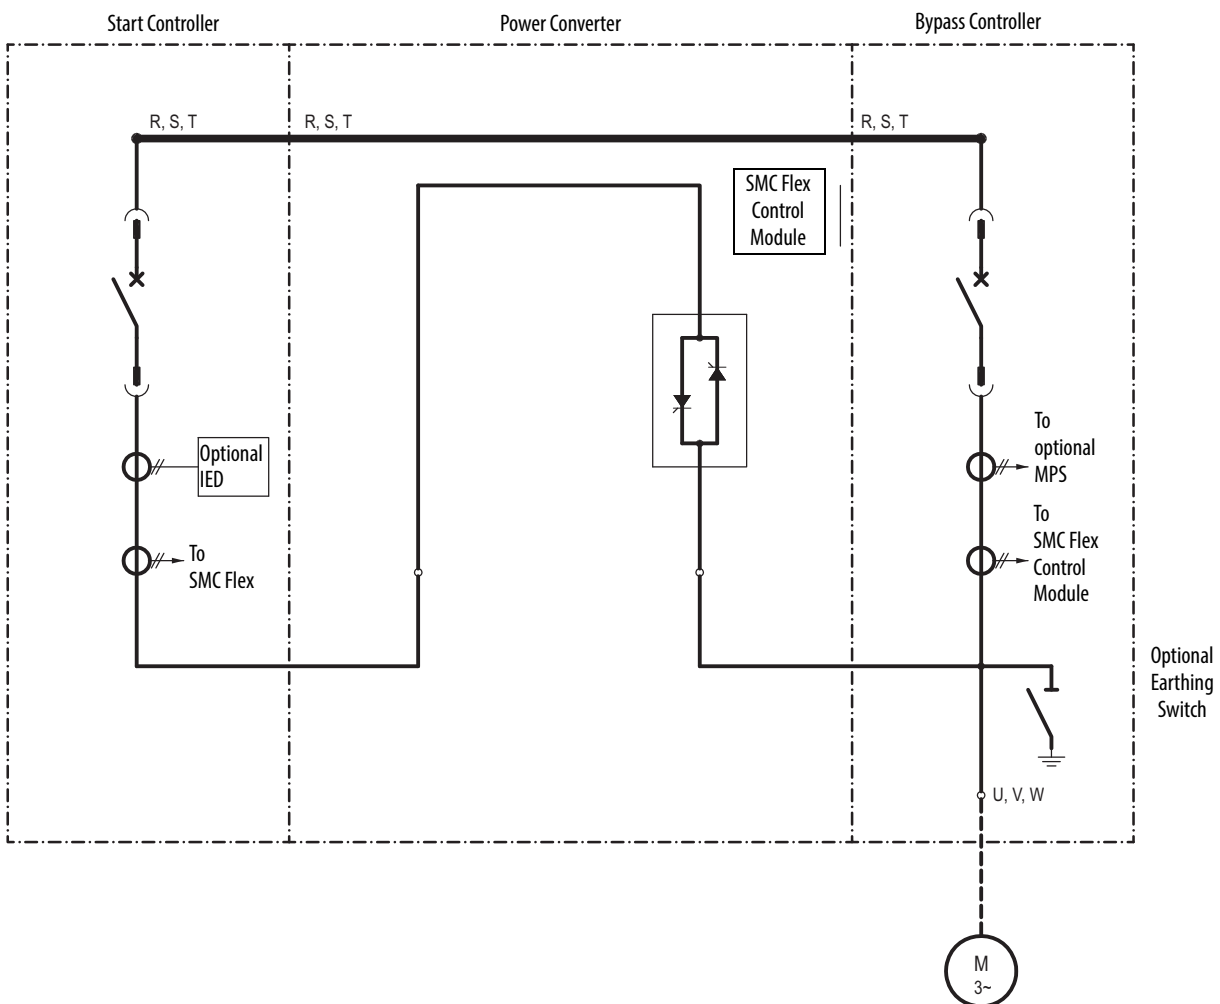 Start Controller
Power Converter
Bypass Controller
R, S, T
R, S, T
R, S, T
SMC Flex
Control
Module
Optional
IED
To
SMC Flex
To
optional
MPS
To
SMC Flex
Control
Module
Optional
Earthing
Switch
U, V, W
M
3~